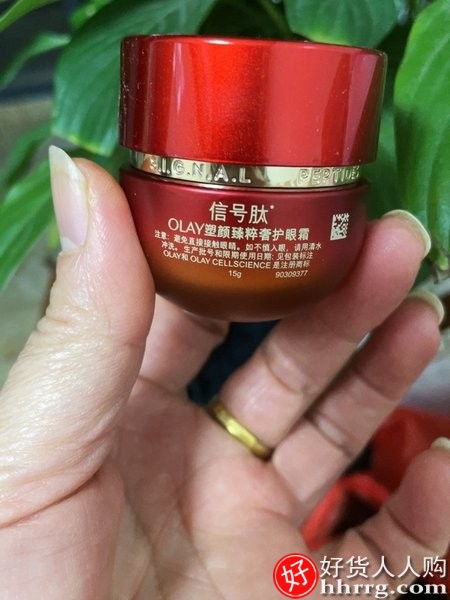 S.I.G.N.A.L PEPTIDES
信号肽*
OLAY塑颜臻粹奢护眼霜
注意：避免直接接触眼睛。如不慎入眼，请用清水
冲洗。生产批号和限期使用日期：见包装标注
OLAY和 OLAY CELLSCIENCE 是注册商标
15g 90309377
好 好货人人购
hhrrg.com